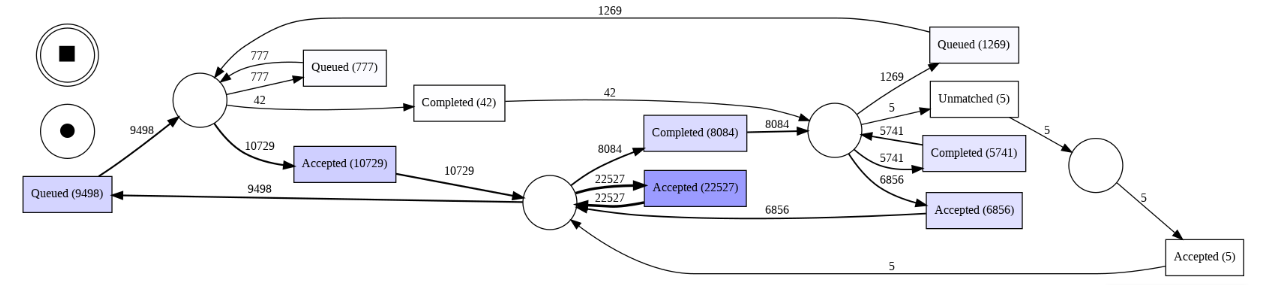 1269
Queued (1269)
777
Queued (777)
777
1269
42
Completed (42)
42
Unmatched (5)
5
9498
8084
Completed (8084)
8084
5741
5
10729
Accepted (10729)
8084
5741
Completed (5741)
10729
22527
Accepted (22527)
6856
Queued (9498)
9498
22527
6856
Accepted (6856)
5
Accepted (5)
5